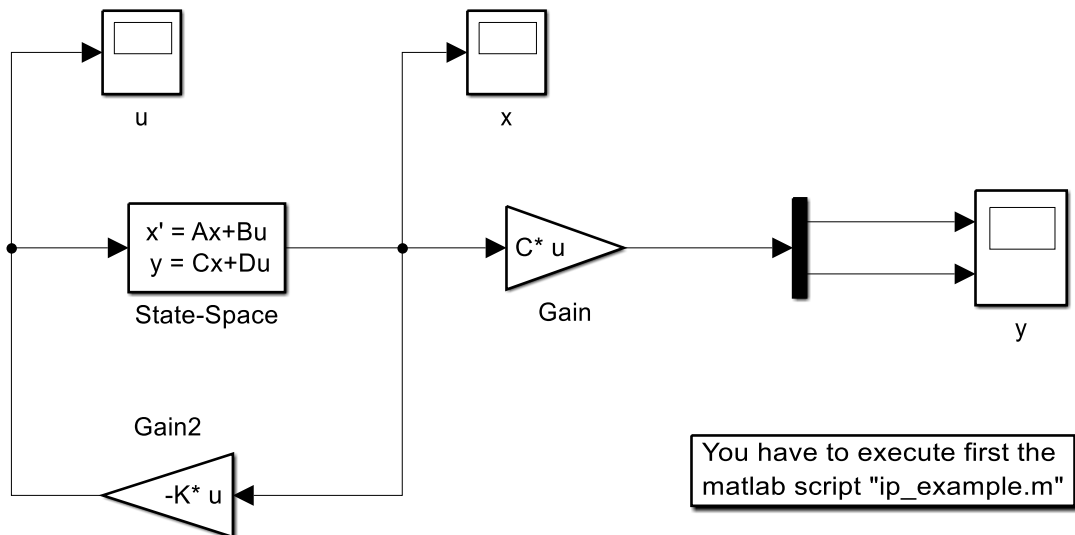 u
x
x' = Ax+Bu
y = Cx+Du
State-Space
C* u
Gain
y
Gain2
-K* u
You have to execute first the
matlab script "ip_example.m"